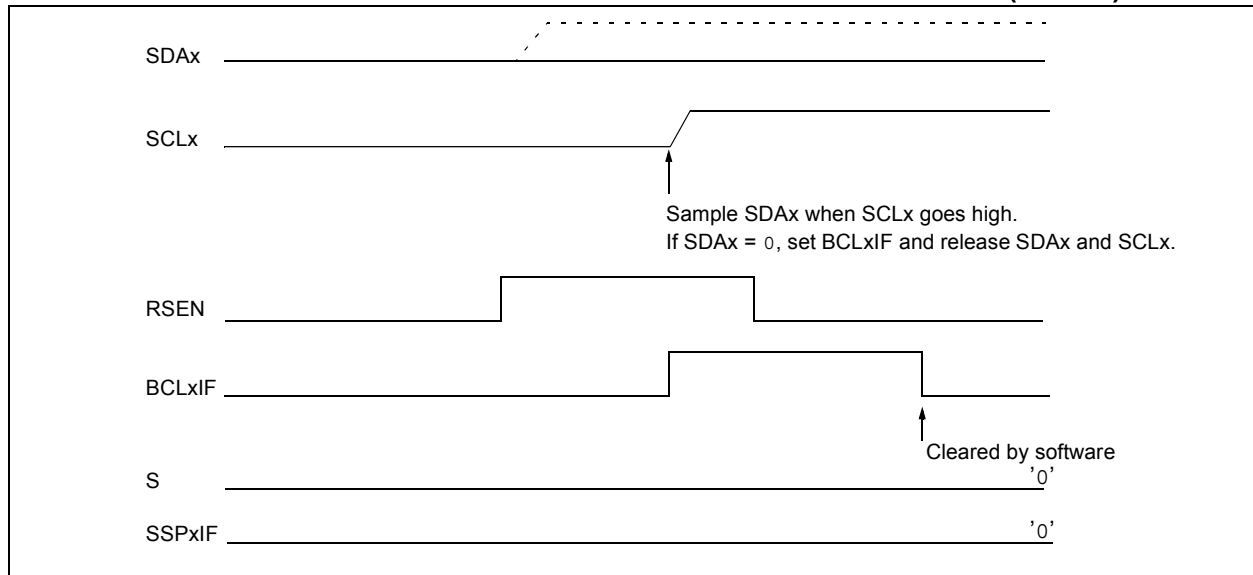 SDAx
SCLx
Sample SDAx when SCLx goes high.
If SDAx = 0, set BCLxIF and release SDAx and SCLx.
RSEN
BCLxIF
Cleared by software
S
'0'
SSPxIF
'0'